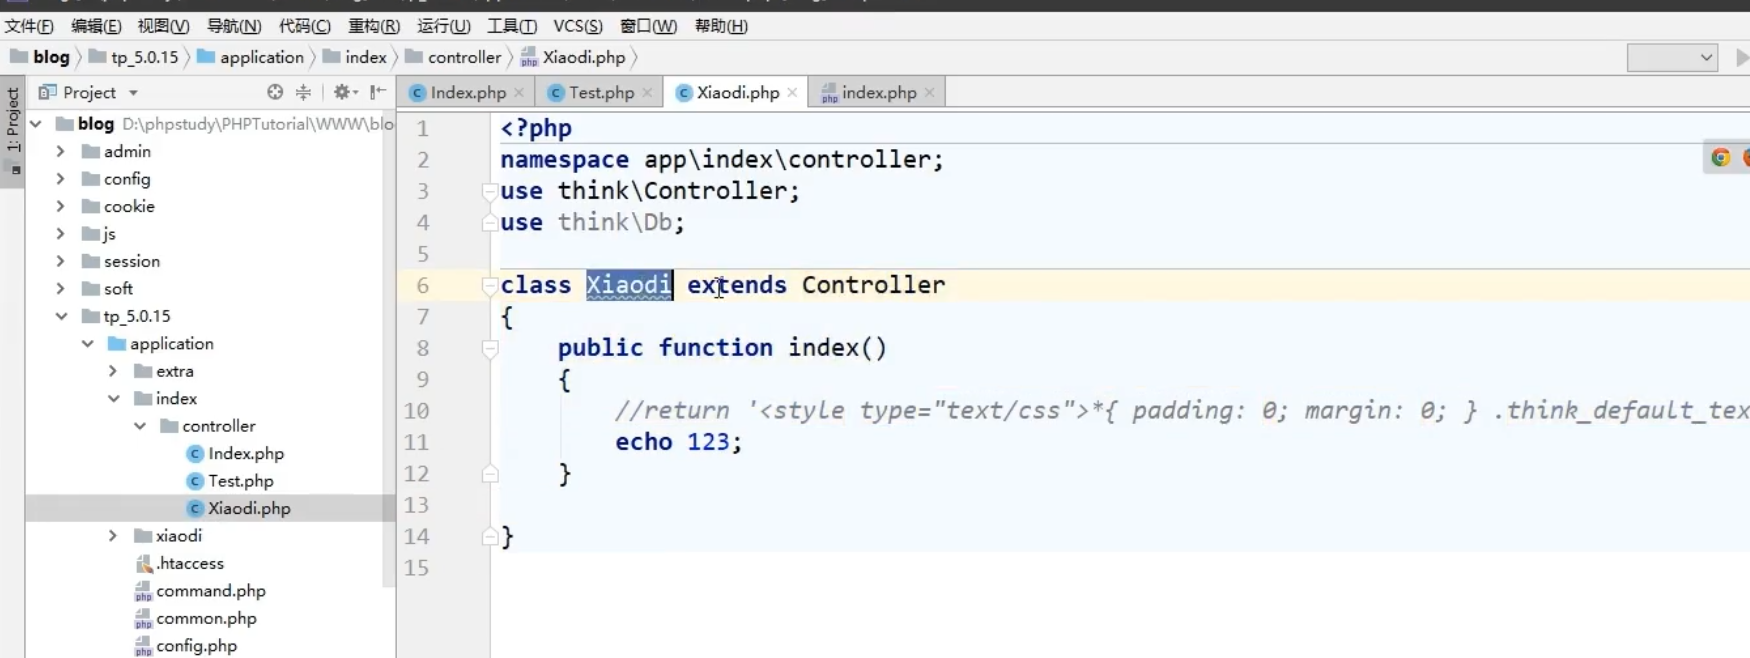 文件(F) 编辑(E) 视图(V) 导航(N) 代码(C) 重构(R) 运行(U) 工具(T) VCS(S) 窗口(W) 帮助(H)
blog tp_5.0.15 application index controller Xiaodi.php
1: Project
Project
Index.php Test.php Xiaodi.php index.php
blog D:\phpstudy\PHPTutorial\WWW\blo
admin
config
cookie
js
session
soft
tp_5.0.15
application
extra
index
controller
Index.php
Test.php
Xiaodi.php
xiaodi
.htaccess
command.php
common.php
config.php
1 <?php
2 namespace app\index\controller;
3 use think\Controller;
4 use think\Db;
5
6 class Xiaodi extends Controller
7 {
8 public function index()
9 {
10 //return '<style type="text/css">*{ padding: 0; margin: 0; } .think_default_tex
11 echo 123;
12 }
13
14 }
15